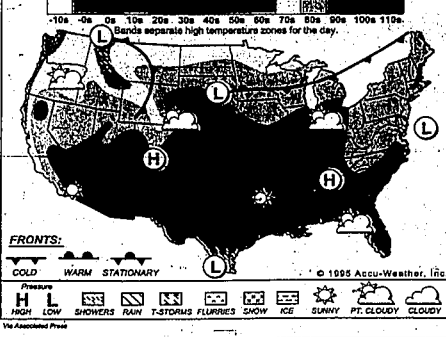 -10s -0s 0s 10s 20s 30s 40s 50s 60s 70s 80s 90s 100s 110s
Bands separate high temperature zones for the day.
L
L
L
H
H
L
FRONTS:
COLD WARM STATIONARY
© 1995 Accu-Weather, Inc
Pressure
H L
HIGH LOW SHOWERS RAIN T-STORMS FLURRIES SNOW ICE SUNNY PT. CLOUDY CLOUDY
Via Associated Press